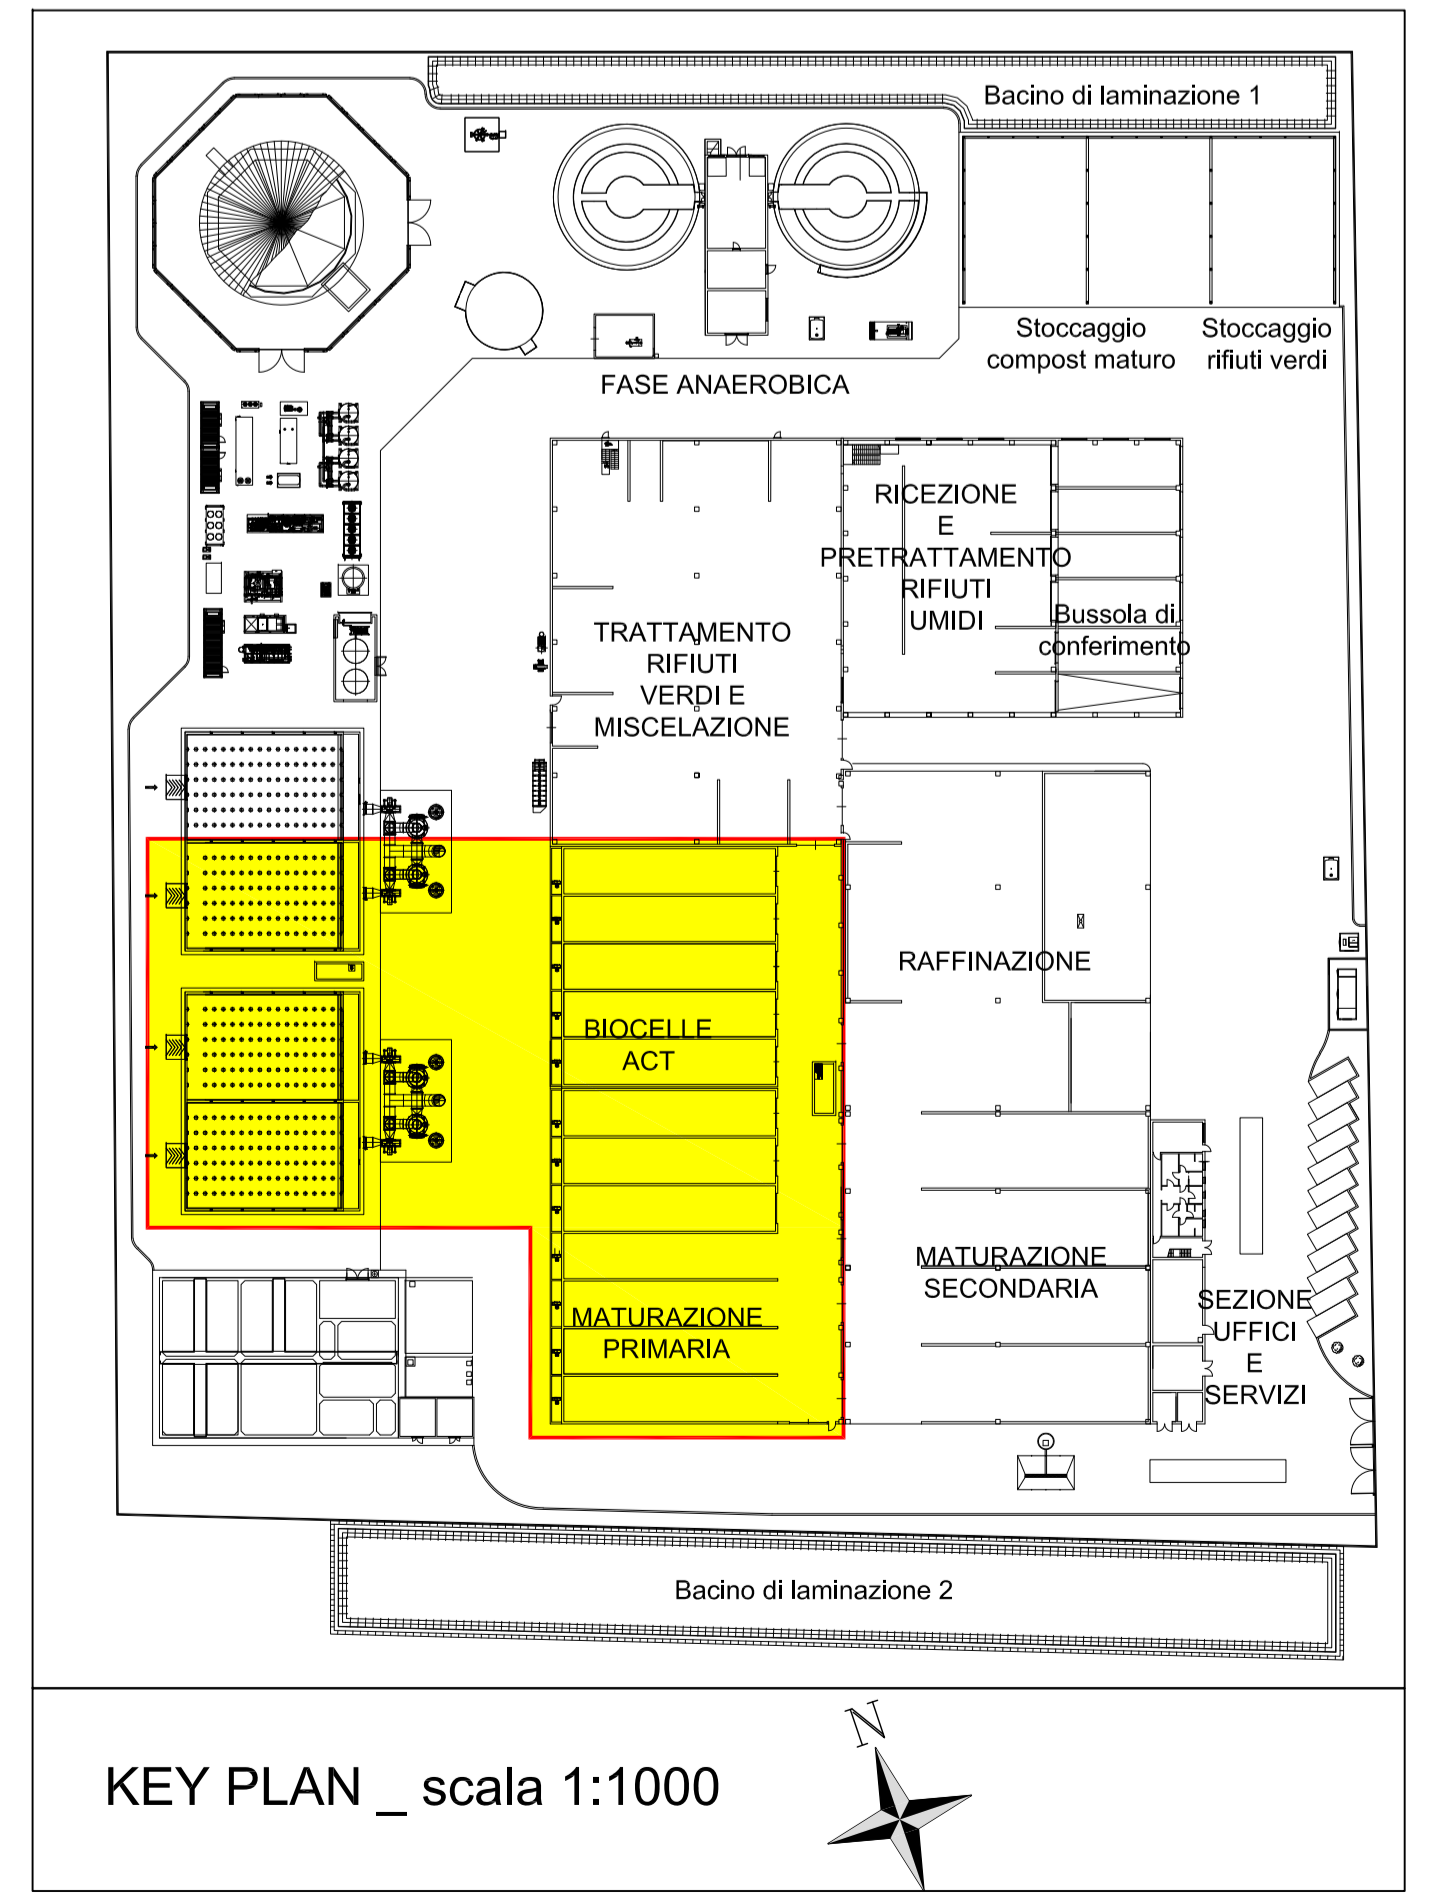 Bacino di laminazione 1
Stoccaggio
compost maturo
Stoccaggio
rifiuti verdi
FASE ANAEROBICA
RICEZIONE
E
PRETRATTAMENTO
RIFIUTI
UMIDI
Bussola di
conferimento
TRATTAMENTO
RIFIUTI
VERDI E
MISCELAZIONE
RAFFINAZIONE
BIOCELLE
ACT
MATURAZIONE
SECONDARIA
MATURAZIONE
PRIMARIA
SEZIONE
UFFICI
E
SERVIZI
Bacino di laminazione 2
N
KEY PLAN _ scala 1:1000